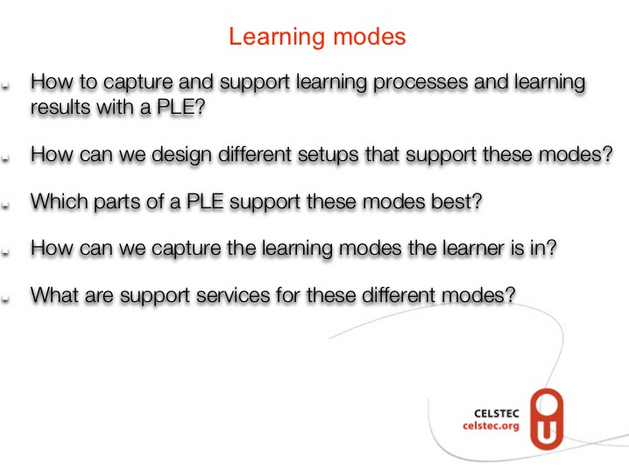 Learning modes
How to capture and support learning processes and learning
results with a PLE?
How can we design different setups that support these modes?
Which parts of a PLE support these modes best?
How can we capture the learning modes the learner is in?
What are support services for these different modes?
CELSTEC
celstec.org